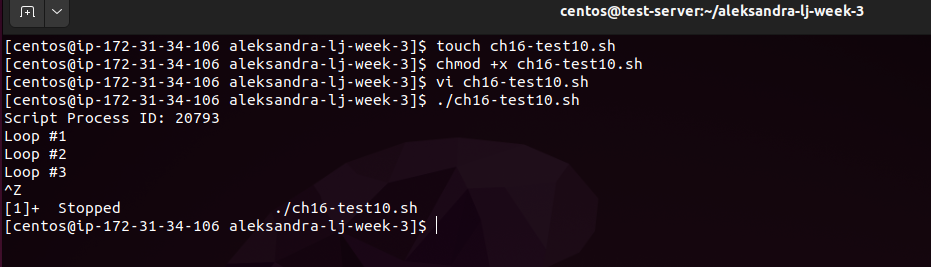 centos@test-server:~/aleksandra-lj-week-3
[centos@ip-172-31-34-106 aleksandra-lj-week-3]$ touch ch16-test10.sh
[centos@ip-172-31-34-106 aleksandra-lj-week-3]$ chmod +x ch16-test10.sh
[centos@ip-172-31-34-106 aleksandra-lj-week-3]$ vi ch16-test10.sh
[centos@ip-172-31-34-106 aleksandra-lj-week-3]$ ./ch16-test10.sh
Script Process ID: 20793
Loop #1
Loop #2
Loop #3
^Z
[1]+  Stopped                 ./ch16-test10.sh
[centos@ip-172-31-34-106 aleksandra-lj-week-3]$